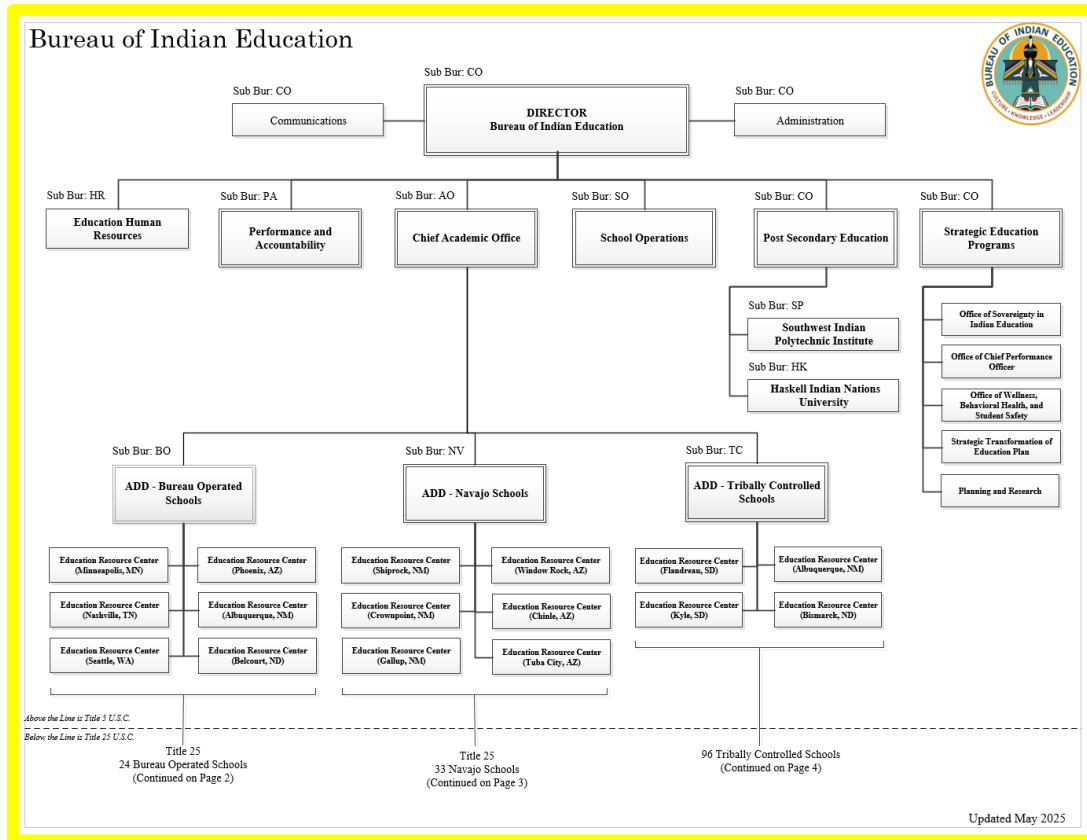 Bureau of Indian Education
BUREAU OF INDIAN EDUCATION
CULTURE • KNOWLEDGE • LEADERSHIP
Sub Bur: CO
DIRECTOR
Bureau of Indian Education
Sub Bur: CO
Communications
Sub Bur: CO
Administration
Sub Bur: HR
Education Human
Resources
Sub Bur: PA
Performance and
Accountability
Sub Bur: AO
Chief Academic Office
Sub Bur: SO
School Operations
Sub Bur: CO
Post Secondary Education
Sub Bur: CO
Strategic Education
Programs
Sub Bur: SP
Southwest Indian
Polytechnic Institute
Sub Bur: HK
Haskell Indian Nations
University
Office of Sovereignty in
Indian Education
Office of Chief Performance
Officer
Office of Wellness,
Behavioral Health, and
Student Safety
Strategic Transformation of
Education Plan
Planning and Research
Sub Bur: BO
ADD - Bureau Operated
Schools
Education Resource Center
(Minneapolis, MN)
Education Resource Center
(Phoenix, AZ)
Education Resource Center
(Nashville, TN)
Education Resource Center
(Albuquerque, NM)
Education Resource Center
(Seattle, WA)
Education Resource Center
(Belcourt, ND)
Sub Bur: NV
ADD - Navajo Schools
Education Resource Center
(Shiprock, NM)
Education Resource Center
(Window Rock, AZ)
Education Resource Center
(Crownpoint, NM)
Education Resource Center
(Chinle, AZ)
Education Resource Center
(Gallup, NM)
Education Resource Center
(Tuba City, AZ)
Sub Bur: TC
ADD - Tribally Controlled
Schools
Education Resource Center
(Flandreau, SD)
Education Resource Center
(Albuquerque, NM)
Education Resource Center
(Kyle, SD)
Education Resource Center
(Bismarck, ND)
Above the Line is Title 5 U.S.C.
Below the Line is Title 25 U.S.C.
Title 25
24 Bureau Operated Schools
(Continued on Page 2)
Title 25
33 Navajo Schools
(Continued on Page 3)
96 Tribally Controlled Schools
(Continued on Page 4)
Updated May 2025